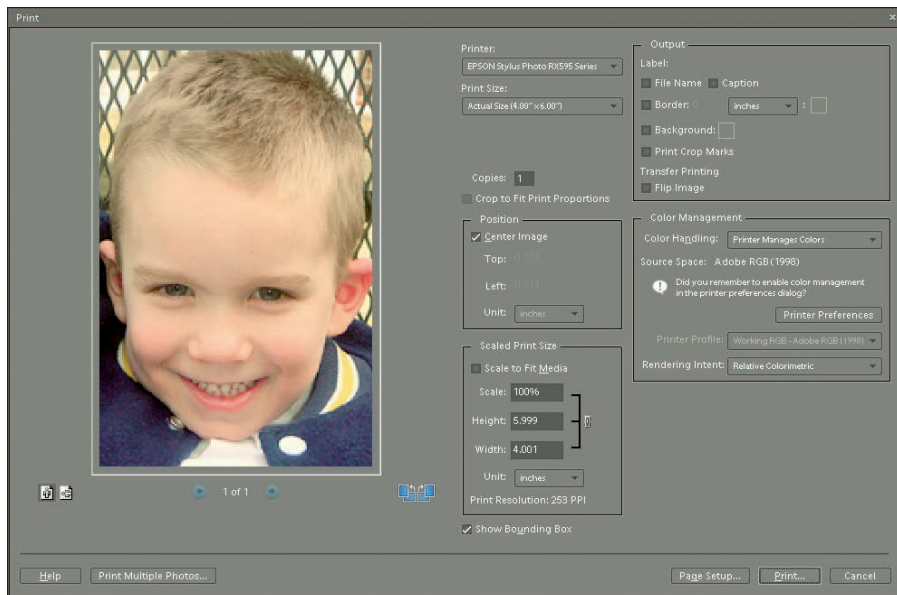 Print
Printer:
EPSON Stylus Photo RX595 Series
Print Size:
Actual Size (4.00"x6.00")
Copies: 1
Crop to Fit Print Proportions
Position
Center Image
Top:
Left:
Unit: inches
Scaled Print Size
Scale to Fit Media
Scale: 100%
Height: 5.999
Width: 4.001
Unit: inches
Print Resolution: 253 PPI
Show Bounding Box
Output
Label:
File Name Caption
Border: 0 inches :
Background:
Print Crop Marks
Transfer Printing
Flip Image
Color Management
Color Handling: Printer Manages Colors
Source Space: Adobe RGB (1998)
Did you remember to enable color management
in the printer preferences dialog?
Printer Preferences
Printer Profile: Working RGB - Adobe RGB (1998)
Rendering Intent: Relative Colorimetric
1 of 1
Help
Print Multiple Photos...
Page Setup...
Print...
Cancel